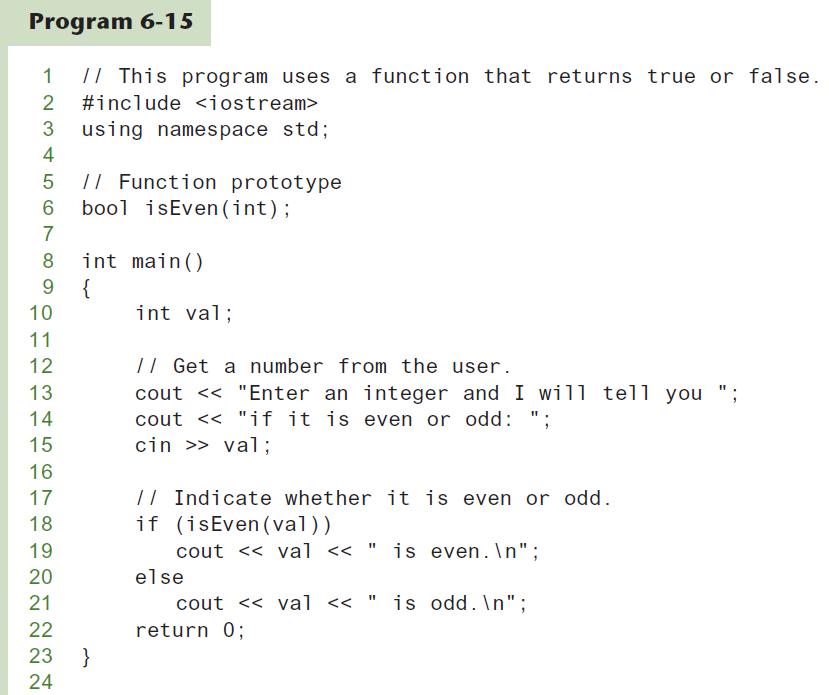 Program 6-15
1 // This program uses a function that returns true or false.
2 #include <iostream>
3 using namespace std;
4
5 // Function prototype
6 bool isEven(int);
7
8 int main()
9 {
10 int val;
11
12 // Get a number from the user.
13 cout << "Enter an integer and I will tell you ";
14 cout << "if it is even or odd: ";
15 cin >> val;
16
17 // Indicate whether it is even or odd.
18 if (isEven(val))
19 cout << val << " is even.\n";
20 else
21 cout << val << " is odd.\n";
22 return 0;
23 }
24